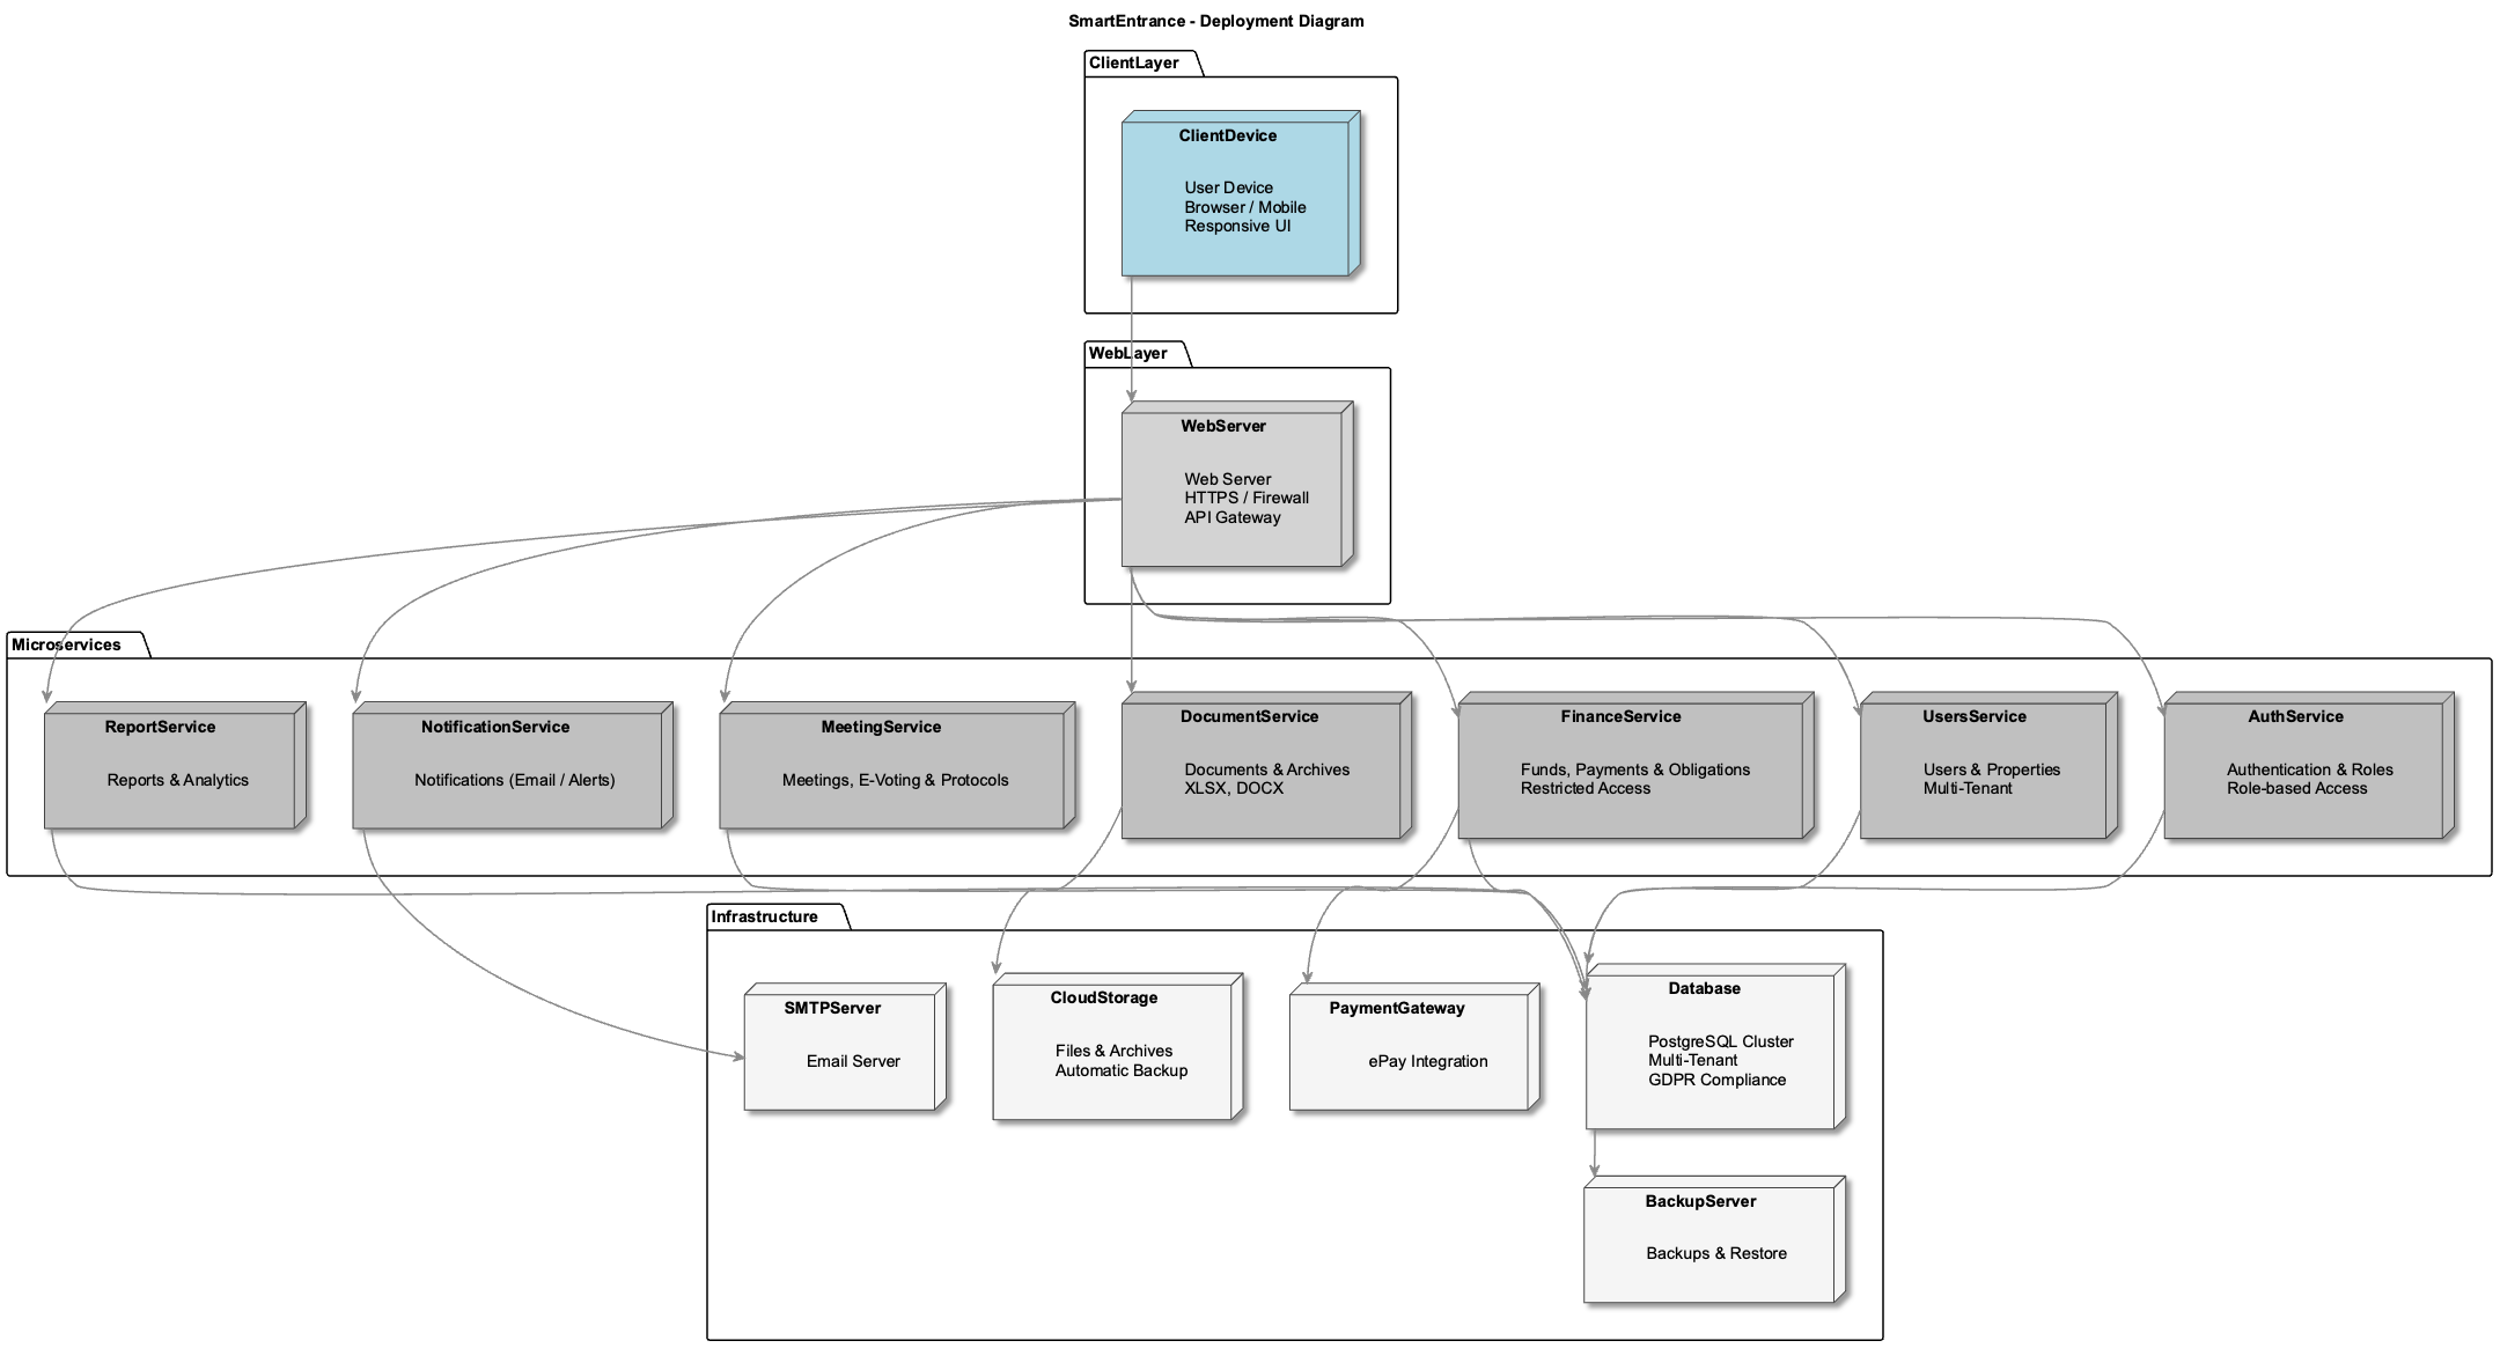 SmartEntrance - Deployment Diagram
ClientLayer
ClientDevice
User Device
Browser / Mobile
Responsive UI
WebLayer
WebServer
Web Server
HTTPS / Firewall
API Gateway
Microservices
ReportService
Reports & Analytics
NotificationService
Notifications (Email / Alerts)
MeetingService
Meetings, E-Voting & Protocols
DocumentService
Documents & Archives
XLSX, DOCX
FinanceService
Funds, Payments & Obligations
Restricted Access
UsersService
Users & Properties
Multi-Tenant
AuthService
Authentication & Roles
Role-based Access
Infrastructure
SMTPServer
Email Server
CloudStorage
Files & Archives
Automatic Backup
PaymentGateway
ePay Integration
Database
PostgreSQL Cluster
Multi-Tenant
GDPR Compliance
BackupServer
Backups & Restore